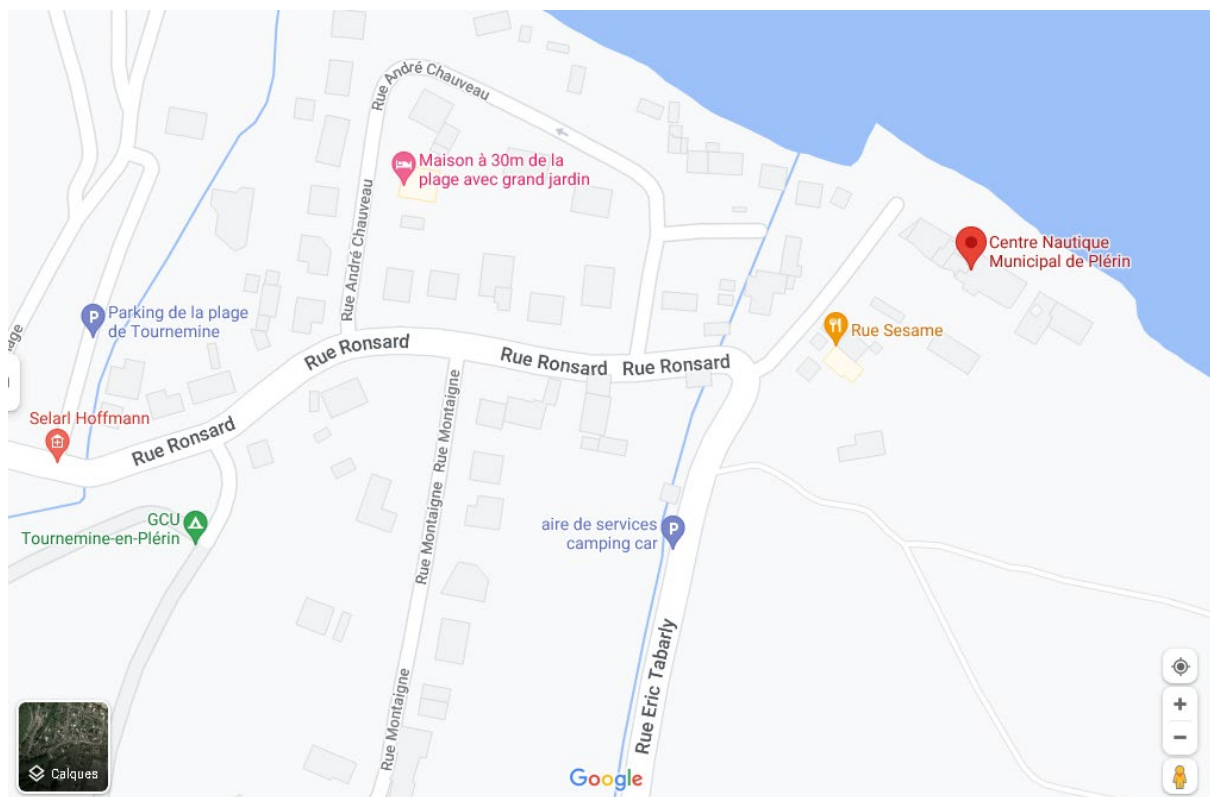 Rue André Chauveau
Rue André Chauveau
Maison à 30m de la
plage avec grand jardin
Rue André Chauveau
Centre Nautique
Municipal de Plérin
Parking de la plage
de Tournemine
Rue Sesame
Rue Ronsard
Rue Ronsard
Rue Ronsard
Selarl Hoffmann
Rue Ronsard
Rue Montaigne
Rue Montaigne
GCU
Tournemine-en-Plérin
aire de services
camping car
Rue Eric Tabarly
Rue Montaigne
Calques
Google